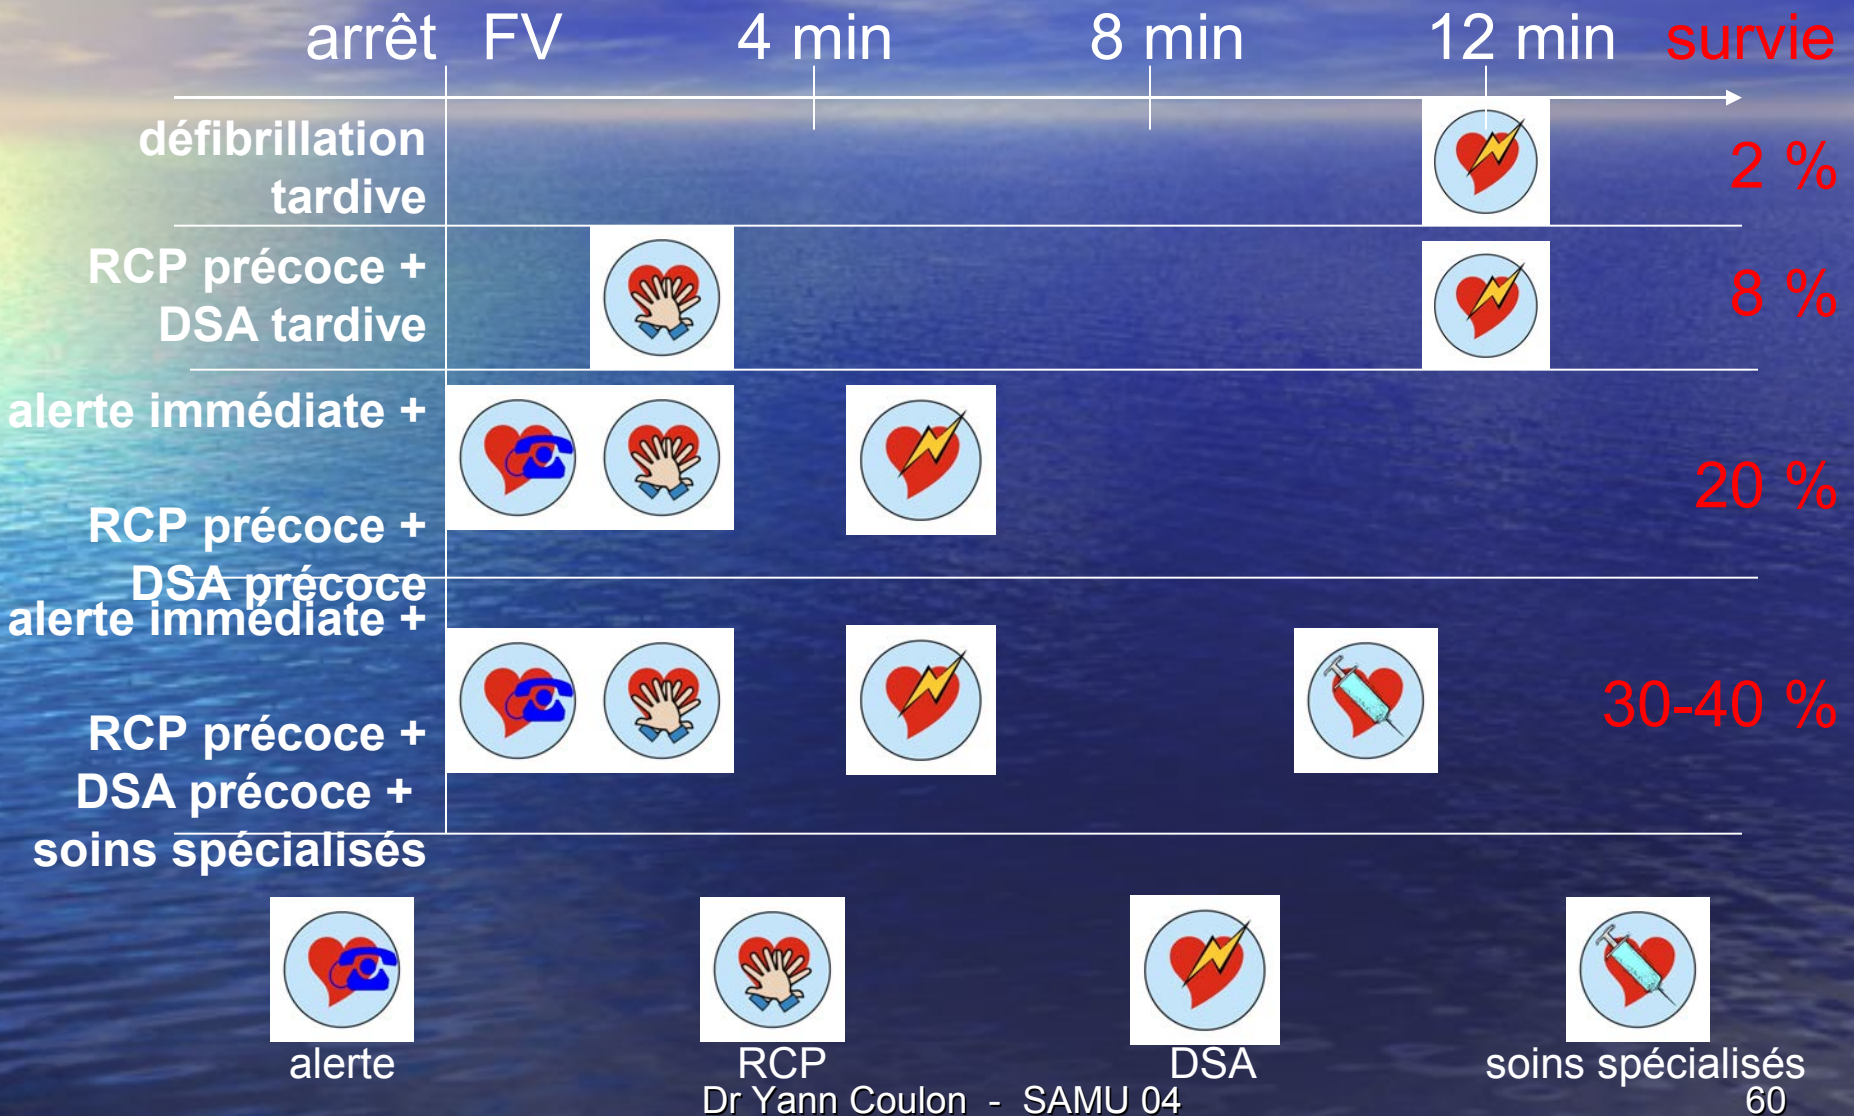 arrêt FV 4 min 8 min 12 min survie
défibrillation
tardive
2 %
RCP précoce +
DSA tardive
8 %
alerte immédiate +
RCP précoce +
DSA précoce
20 %
alerte immédiate +
RCP précoce +
DSA précoce +
soins spécialisés
30-40 %
alerte RCP DSA soins spécialisés
Dr Yann Coulon - SAMU 04 60